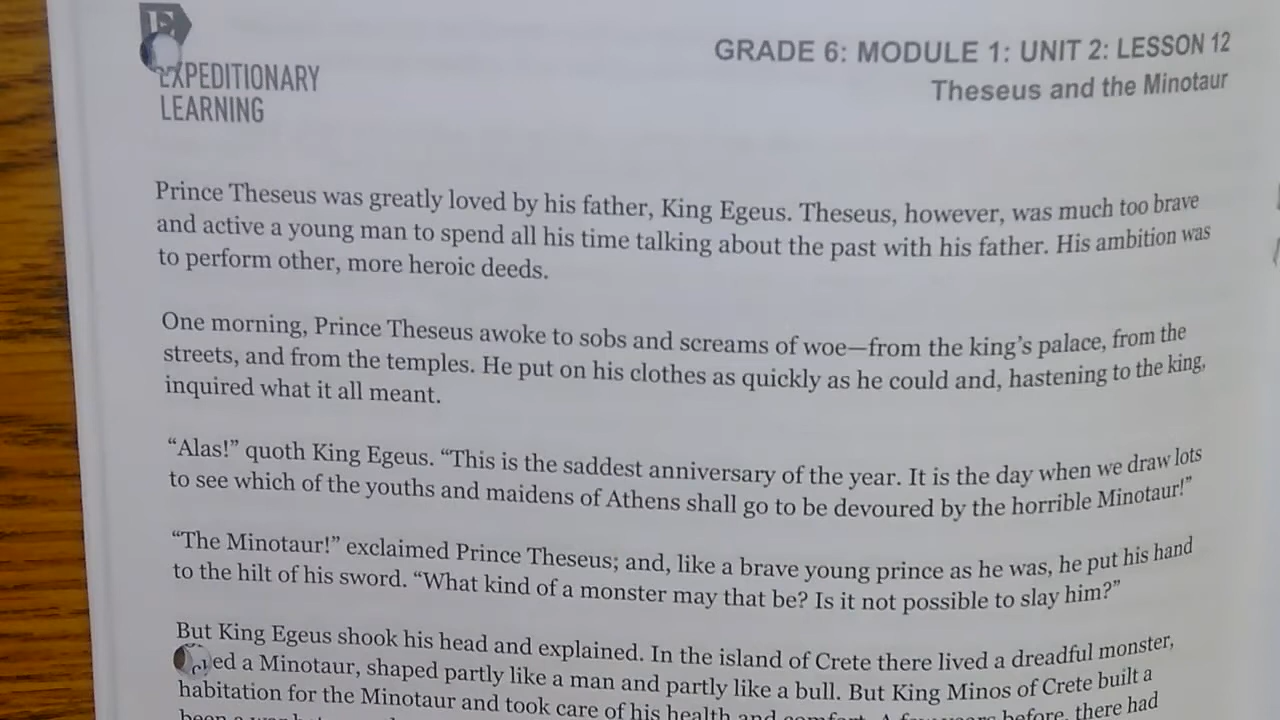 EXPEDITIONARY
LEARNING
GRADE 6: MODULE 1: UNIT 2: LESSON 12
Theseus and the Minotaur
Prince Theseus was greatly loved by his father, King Egeus. Theseus, however, was much too brave
and active a young man to spend all his time talking about the past with his father. His ambition was
to perform other, more heroic deeds.
One morning, Prince Theseus awoke to sobs and screams of woe—from the king’s palace, from the
streets, and from the temples. He put on his clothes as quickly as he could and, hastening to the king,
inquired what it all meant.
“Alas!” quoth King Egeus. “This is the saddest anniversary of the year. It is the day when we draw lots
to see which of the youths and maidens of Athens shall go to be devoured by the horrible Minotaur!”
“The Minotaur!” exclaimed Prince Theseus; and, like a brave young prince as he was, he put his hand
to the hilt of his sword. “What kind of a monster may that be? Is it not possible to slay him?”
But King Egeus shook his head and explained. In the island of Crete there lived a dreadful monster,
a Minotaur, shaped partly like a man and partly like a bull. But King Minos of Crete built a
habitation for the Minotaur and took care of his health and comfort. A few years before, there had